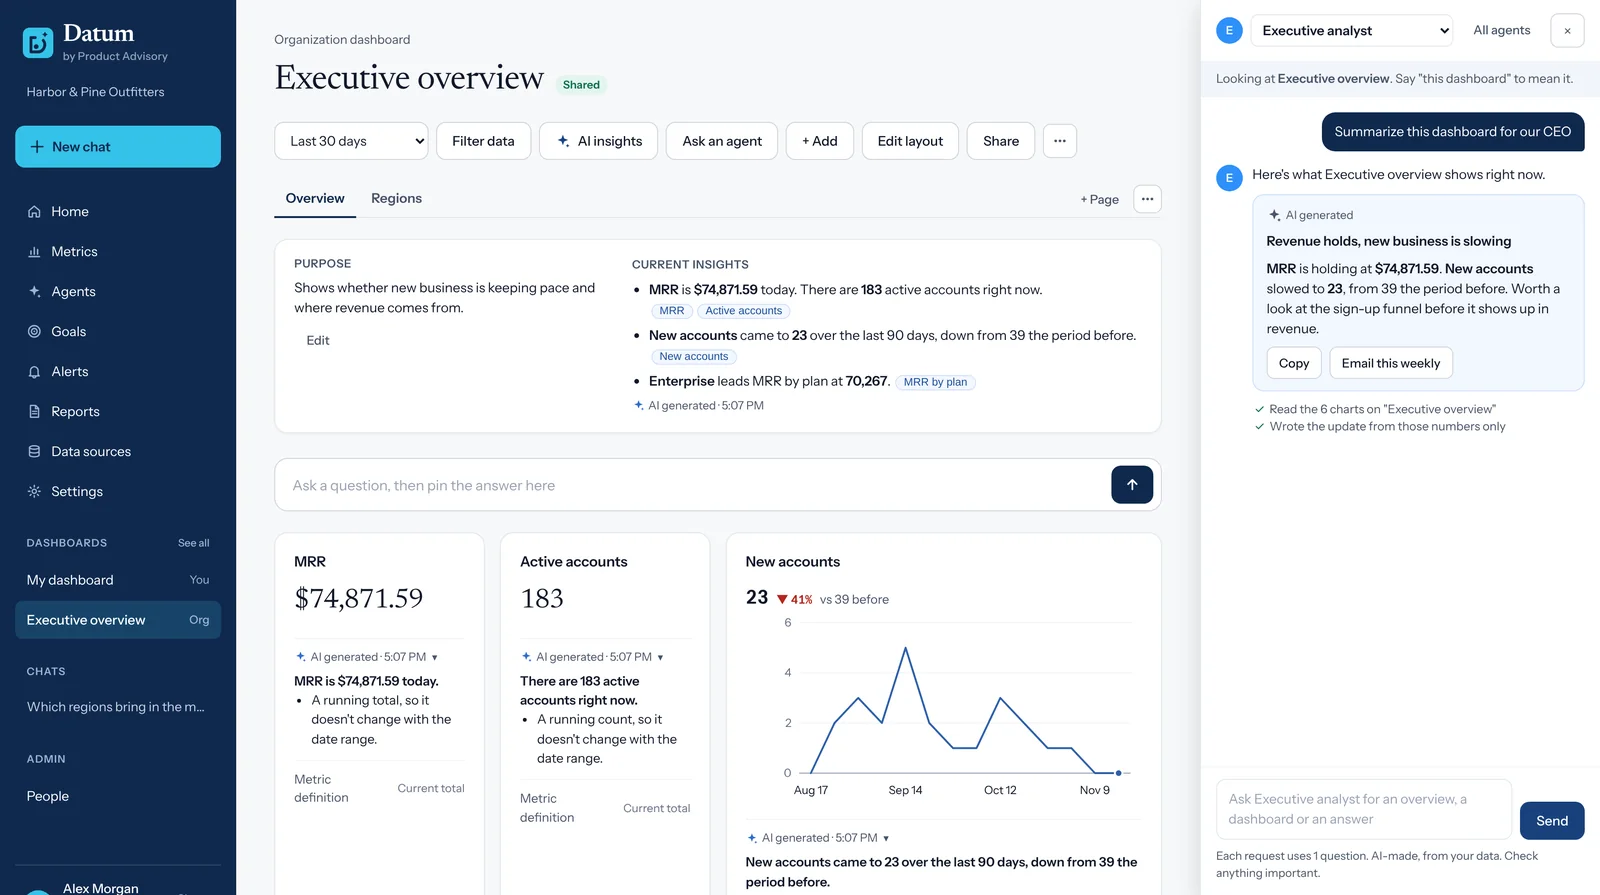 Datum
by Product Advisory
Harbor & Pine Outfitters
+ New chat
Home
Metrics
Agents
Goals
Alerts
Reports
Data sources
Settings
DASHBOARDS See all
My dashboard You
Executive overview Org
CHATS
Which regions bring in the m...
ADMIN
People
Alex Morgan
Organization dashboard
Executive overview Shared
Last 30 days
Filter data
AI insights
Ask an agent
+ Add
Edit layout
Share
...
Overview
Regions
+ Page
...
PURPOSE
Shows whether new business is keeping pace and
where revenue comes from.
Edit
CURRENT INSIGHTS
• MRR is $74,871.59 today. There are 183 active accounts right now.
MRR Active accounts
• New accounts came to 23 over the last 90 days, down from 39 the period before.
New accounts
• Enterprise leads MRR by plan at 70,267. MRR by plan
AI generated · 5:07 PM
Ask a question, then pin the answer here
MRR
$74,871.59
AI generated · 5:07 PM ▾
MRR is $74,871.59 today.
• A running total, so it
doesn't change with the
date range.
Metric
definition
Current total
Active accounts
183
AI generated · 5:07 PM ▾
There are 183 active
accounts right now.
• A running count, so it
doesn't change with the
date range.
Metric
definition
Current total
New accounts
23 ▼ 41% vs 39 before
6
4
2
0
Aug 17 Sep 14 Oct 12 Nov 9
AI generated · 5:07 PM ▾
New accounts came to 23 over the last 90 days, down from 39 the
period before.
E
Executive analyst
All agents
×
Looking at Executive overview. Say "this dashboard" to mean it.
Summarize this dashboard for our CEO
E
Here's what Executive overview shows right now.
AI generated
Revenue holds, new business is slowing
MRR is holding at $74,871.59. New accounts
slowed to 23, from 39 the period before. Worth a
look at the sign-up funnel before it shows up in
revenue.
Copy
Email this weekly
✓ Read the 6 charts on "Executive overview"
✓ Wrote the update from those numbers only
Ask Executive analyst for an overview, a
dashboard or an answer
Send
Each request uses 1 question. AI-made, from your data. Check
anything important.